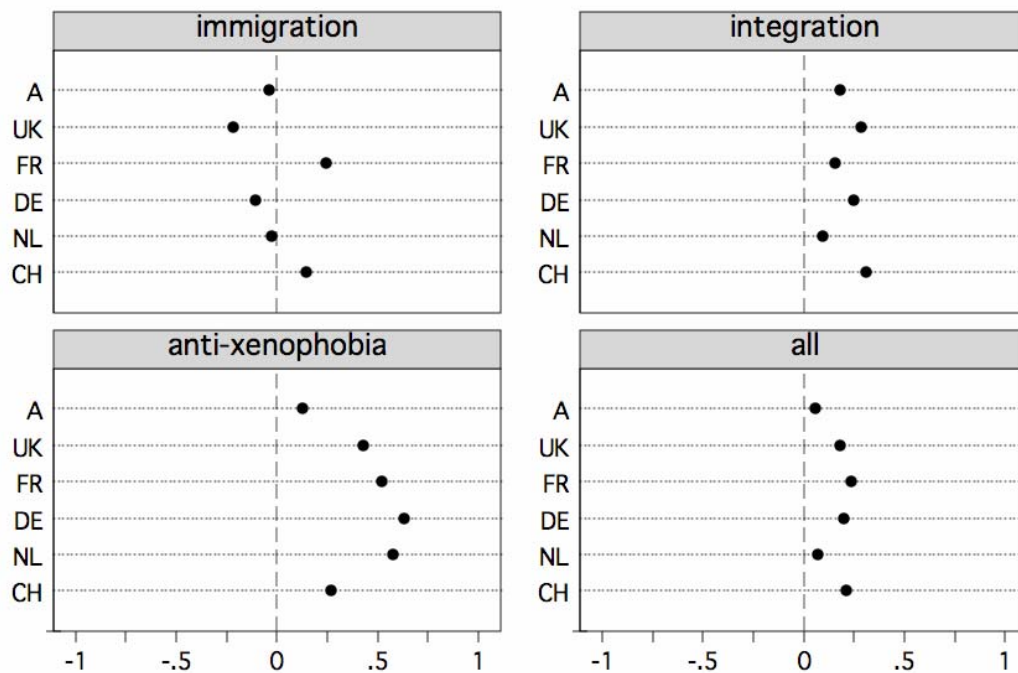 immigration
A
UK
FR
DE
NL
CH
integration
A
UK
FR
DE
NL
CH
anti-xenophobia
A
UK
FR
DE
NL
CH
-1 -.5 0 .5 1
all
A
UK
FR
DE
NL
CH
-1 -.5 0 .5 1